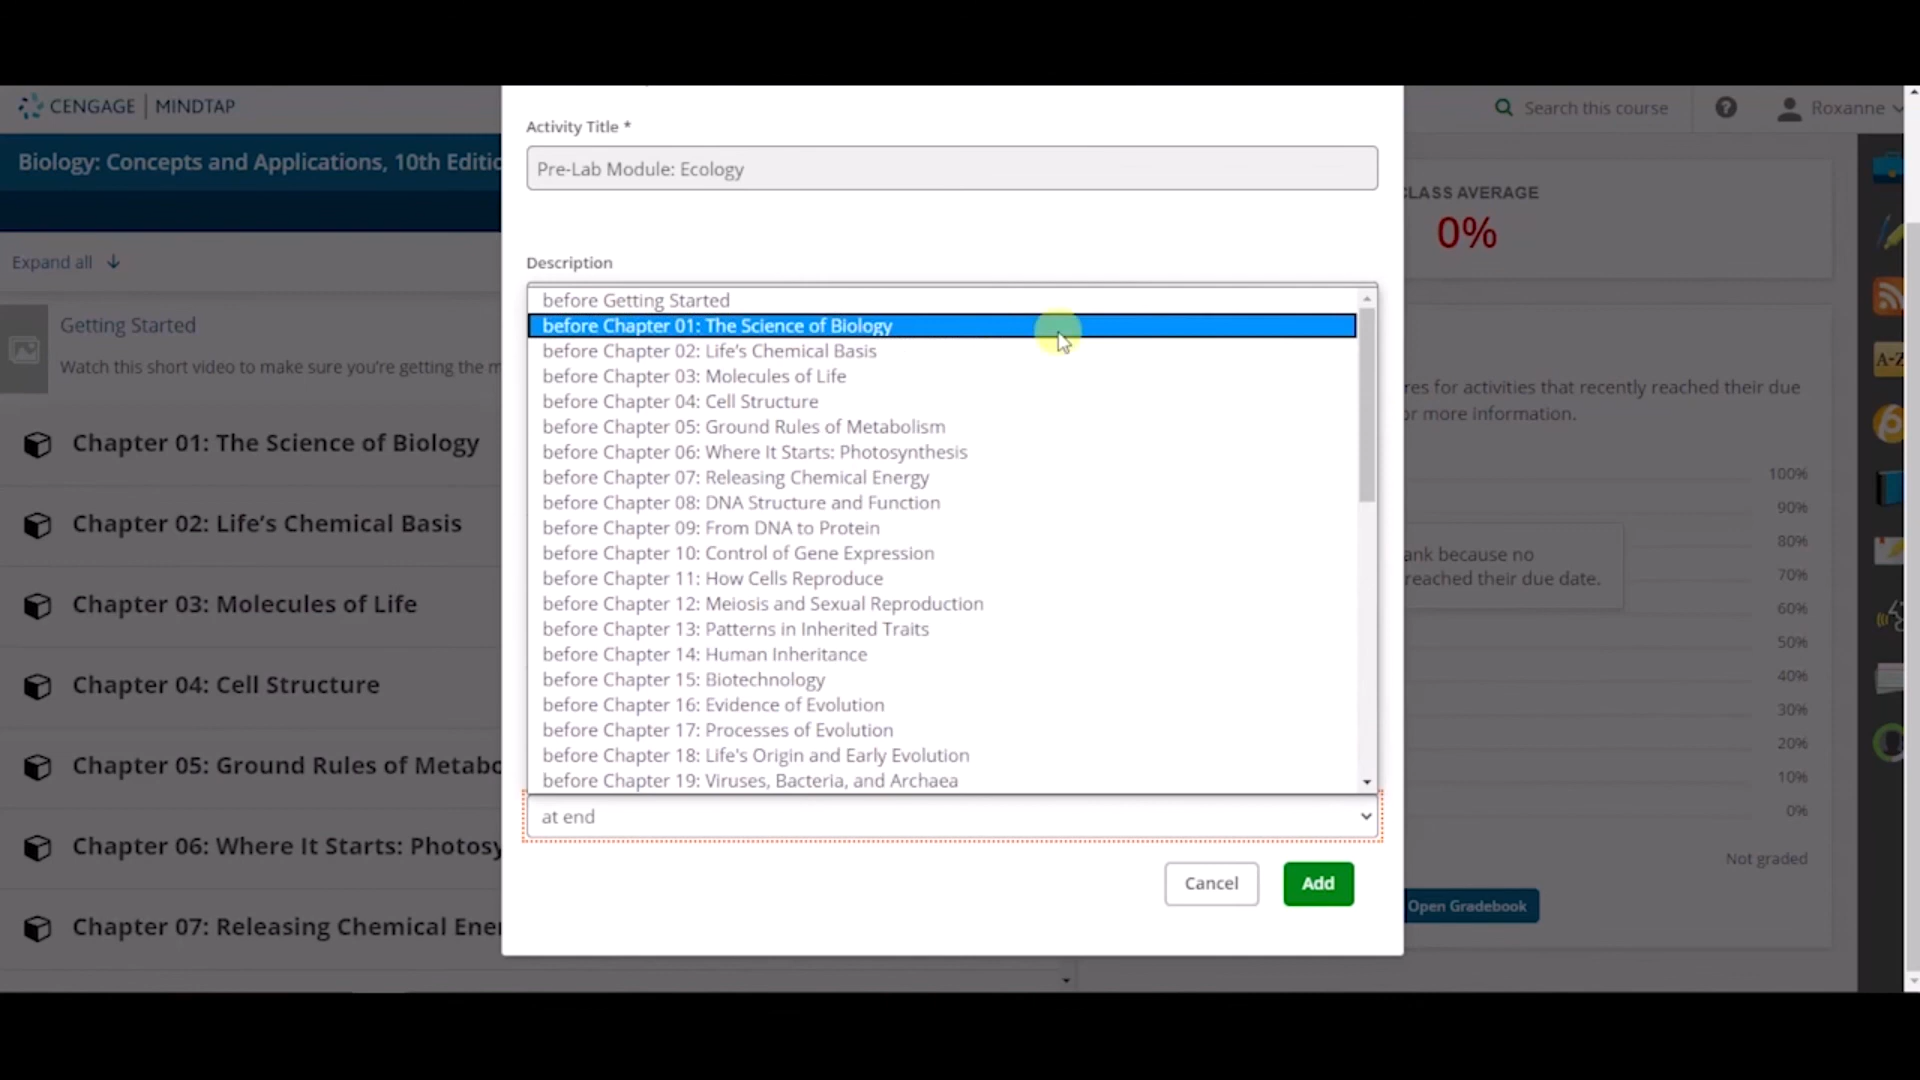 CENGAGE | MINDTAP
Search this course
Roxanne
Biology: Concepts and Applications, 10th Editio
Expand all
Getting Started
Watch this short video to make sure you're getting the m
Chapter 01: The Science of Biology
Chapter 02: Life's Chemical Basis
Chapter 03: Molecules of Life
Chapter 04: Cell Structure
Chapter 05: Ground Rules of Metabo
Chapter 06: Where It Starts: Photosy
Chapter 07: Releasing Chemical Ene
Activity Title *
Pre-Lab Module: Ecology
Description
before Getting Started
before Chapter 01: The Science of Biology
before Chapter 02: Life's Chemical Basis
before Chapter 03: Molecules of Life
before Chapter 04: Cell Structure
before Chapter 05: Ground Rules of Metabolism
before Chapter 06: Where It Starts: Photosynthesis
before Chapter 07: Releasing Chemical Energy
before Chapter 08: DNA Structure and Function
before Chapter 09: From DNA to Protein
before Chapter 10: Control of Gene Expression
before Chapter 11: How Cells Reproduce
before Chapter 12: Meiosis and Sexual Reproduction
before Chapter 13: Patterns in Inherited Traits
before Chapter 14: Human Inheritance
before Chapter 15: Biotechnology
before Chapter 16: Evidence of Evolution
before Chapter 17: Processes of Evolution
before Chapter 18: Life's Origin and Early Evolution
before Chapter 19: Viruses, Bacteria, and Archaea
at end
Cancel
Add
CLASS AVERAGE
0%
res for activities that recently reached their due
or more information.
100%
90%
80%
70%
60%
50%
40%
30%
20%
10%
0%
ank because no
reached their due date.
Not graded
Open Gradebook
A-Z